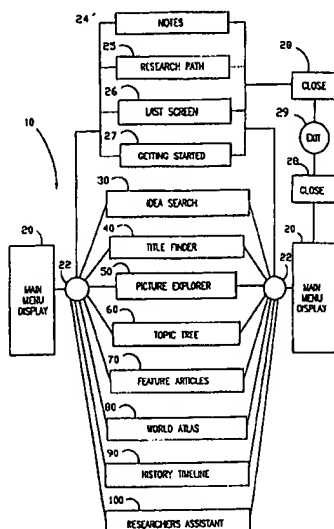 24
NOTES
25
RESEARCH PATH
28
CLOSE
26
LAST SCREEN
29
EXIT
27
GETTING STARTED
28
CLOSE
10
30
IDEA SEARCH
20
20
40
TITLE FINDER
22
22
MAIN
MENU
DISPLAY
50
PICTURE EXPLORER
MAIN
MENU
DISPLAY
60
TOPIC TREE
70
FEATURE ARTICLES
80
WORLD ATLAS
90
HISTORY TIMELINE
100
RESEARCHER'S ASSISTANT